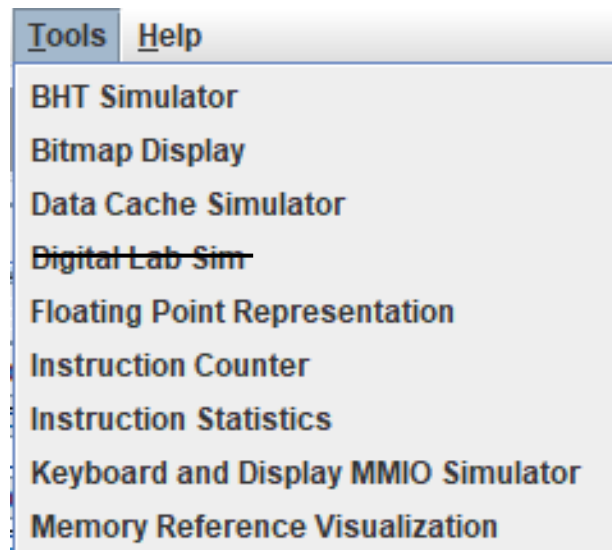 Tools Help
BHT Simulator
Bitmap Display
Data Cache Simulator
Digital Lab Sim
Floating Point Representation
Instruction Counter
Instruction Statistics
Keyboard and Display MMIO Simulator
Memory Reference Visualization